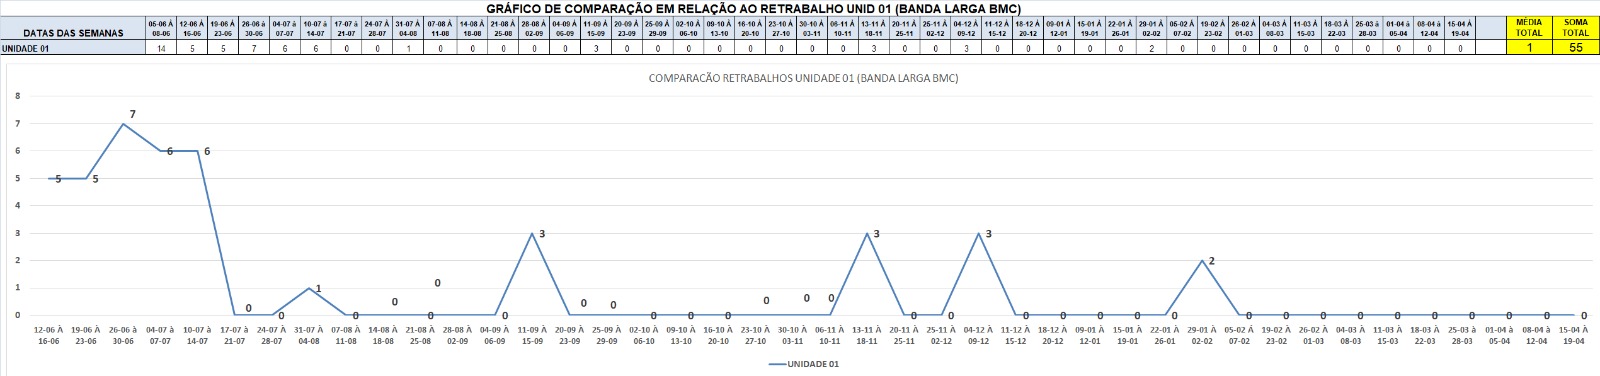 GRÁFICO DE COMPARAÇÃO EM RELAÇÃO AO RETRABALHO UNID 01 (BANDA LARGA BMC)
DATAS DAS SEMANAS 05-06 À 08-06 12-06 À 16-06 19-06 À 23-06 26-06 à 30-06 04-07 à 07-07 10-07 À 14-07 17-07 à 21-07 24-07 À 28-07 31-07 À 04-08 07-08 À 11-08 14-08 À 18-08 21-08 À 25-08 28-08 À 02-09 04-09 À 06-09 11-09 À 15-09 20-09 À 23-09 25-09 À 29-09 02-10 À 06-10 09-10 À 13-10 16-10 À 20-10 23-10 À 27-10 30-10 À 03-11 06-11 À 10-11 13-11 À 18-11 20-11 À 25-11 25-11 À 02-12 04-12 À 09-12 11-12 À 15-12 18-12 À 20-12 09-01 À 12-01 15-01 À 19-01 22-01 À 26-01 29-01 À 02-02 05-02 À 07-02 19-02 À 23-02 26-02 À 01-03 04-03 À 08-03 11-03 À 15-03 18-03 À 22-03 25-03 à 28-03 01-04 à 05-04 08-04 À 12-04 15-04 À 19-04 MÉDIA TOTAL SOMA TOTAL
UNIDADE 01 14 5 5 7 6 6 0 0 1 0 0 0 0 0 3 0 0 0 0 0 0 0 0 3 0 0 3 0 0 0 0 0 2 0 0 0 0 0 0 0 0 0 0 1 55
COMPARACÃO RETRABALHOS UNIDADE 01 (BANDA LARGA BMC)
8
7 7
6 6 6
5 5 5
4
3 3 3 3
2 2
1 1 0 0 0 0 0 0 0 0
0 0 0 0 0 0 0 0 0 0 0 0 0 0 0 0 0 0 0 0 0 0 0 0 0 0
12-06 À 19-06 À 26-06 à 04-07 à 10-07 À 17-07 à 24-07 À 31-07 À 07-08 À 14-08 À 21-08 À 28-08 À 04-09 À 11-09 À 20-09 À 25-09 À 02-10 À 09-10 À 16-10 À 23-10 À 30-10 À 06-11 À 13-11 À 20-11 À 25-11 À 04-12 À 11-12 À 18-12 À 09-01 À 15-01 À 22-01 À 29-01 À 05-02 À 19-02 À 26-02 À 04-03 À 11-03 À 18-03 À 25-03 à 01-04 à 08-04 à 15-04 À
16-06 23-06 30-06 07-07 14-07 21-07 28-07 04-08 11-08 18-08 25-08 02-09 06-09 15-09 23-09 29-09 06-10 13-10 20-10 27-10 03-11 10-11 18-11 25-11 02-12 09-12 15-12 20-12 12-01 19-01 26-01 02-02 07-02 23-02 01-03 08-03 15-03 22-03 28-03 05-04 12-04 19-04
UNIDADE 01